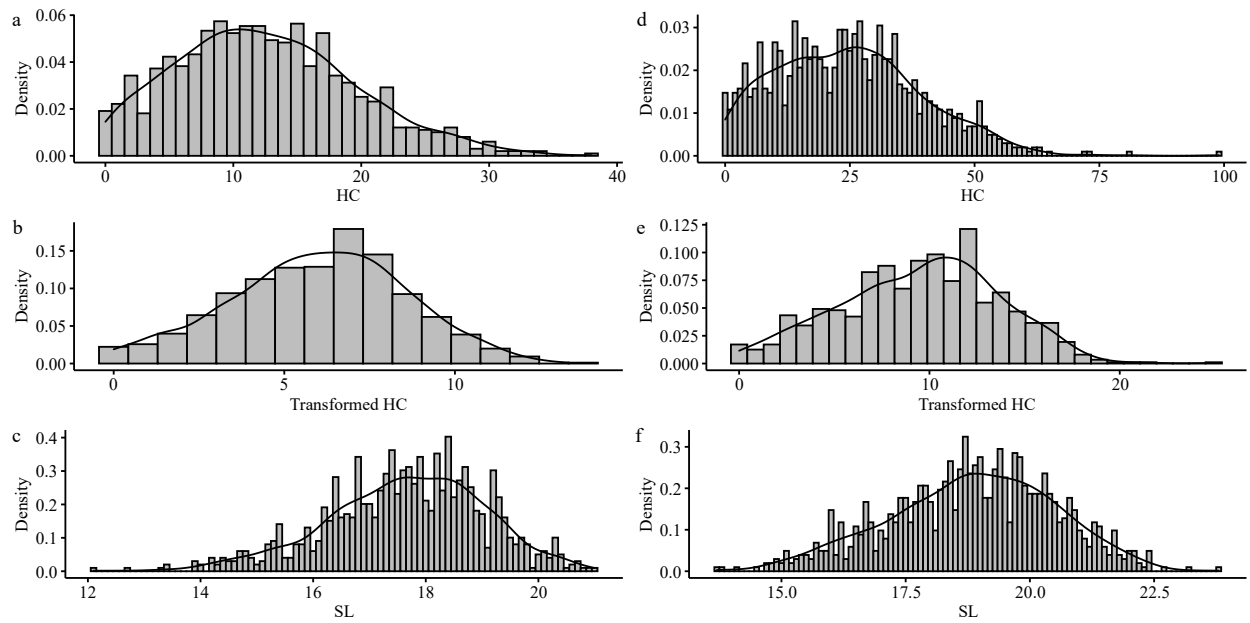 a
Density
0.06
0.04
0.02
0.00
0 10 20 30 40
HC
b
Density
0.15
0.10
0.05
0.00
0 5 10
Transformed HC
c
Density
0.4
0.3
0.2
0.1
0.0
12 14 16 18 20
SL
d
Density
0.03
0.02
0.01
0.00
0 25 50 75 100
HC
e
Density
0.125
0.100
0.075
0.050
0.025
0.000
0 10 20
Transformed HC
f
Density
0.3
0.2
0.1
0.0
15.0 17.5 20.0 22.5
SL